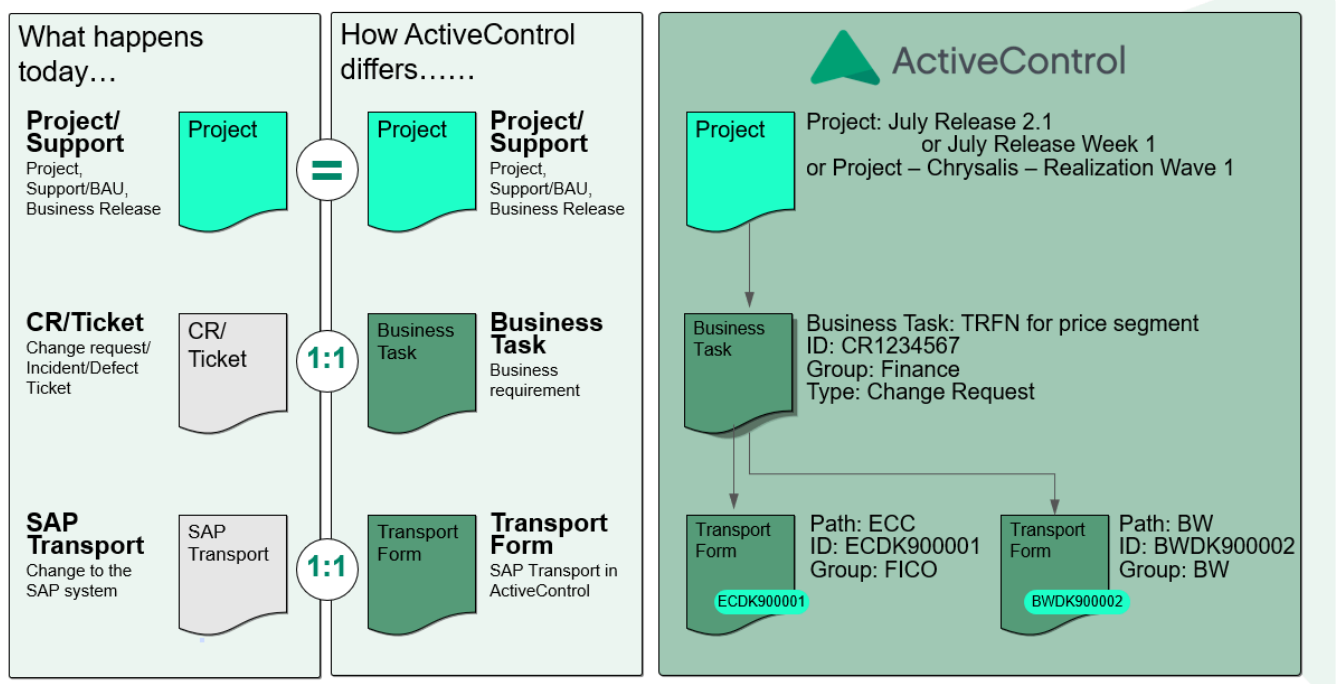 What happens
today…
Project/
Support
Project,
Support/BAU,
Business Release
Project
=
CR/Ticket
Change request/
Incident/Defect
Ticket
CR/
Ticket
1:1
SAP
Transport
Change to the
SAP system
SAP
Transport
1:1
How ActiveControl
differs……
Project
Project/
Support
Project,
Support/BAU,
Business Release
Business
Task
Business
Task
Business
requirement
Transport
Form
Transport
Form
SAP Transport in
ActiveControl
ActiveControl
Project
Project: July Release 2.1
or July Release Week 1
or Project – Chrysalis – Realization Wave 1
Business
Task
Business Task: TRFN for price segment
ID: CR1234567
Group: Finance
Type: Change Request
Transport
Form
ECDK900001
Path: ECC
ID: ECDK900001
Group: FICO
Transport
Form
BWDK900002
Path: BW
ID: BWDK900002
Group: BW